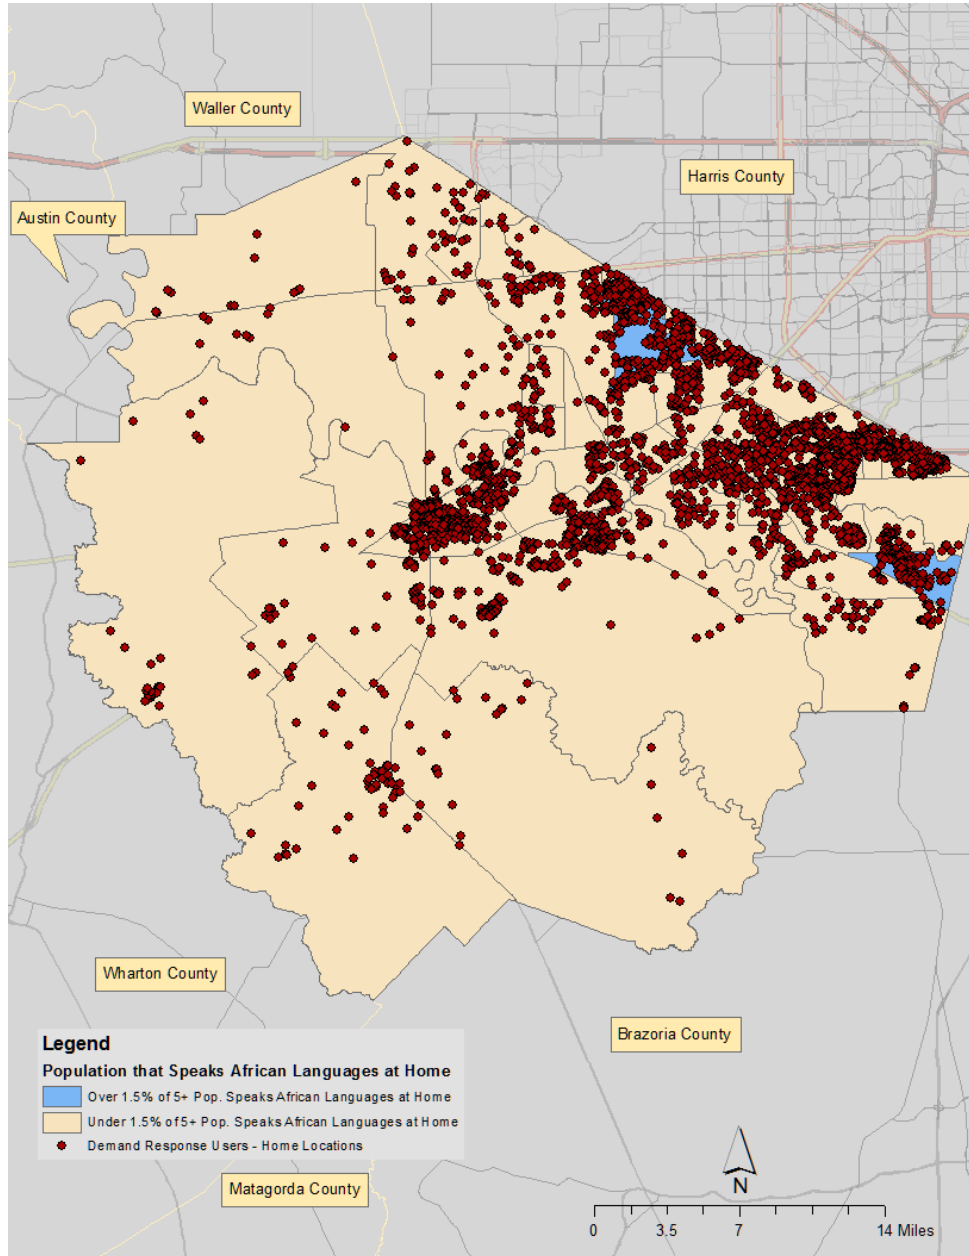 Waller County
Harris County
Austin County
Wharton County
Brazoria County
Legend
Population that Speaks African Languages at Home
Over 1.5% of 5+ Pop. Speaks African Languages at Home
Under 1.5% of 5+ Pop. Speaks African Languages at Home
Demand Response Users - Home Locations
Matagorda County
N
0 3.5 7 14 Miles